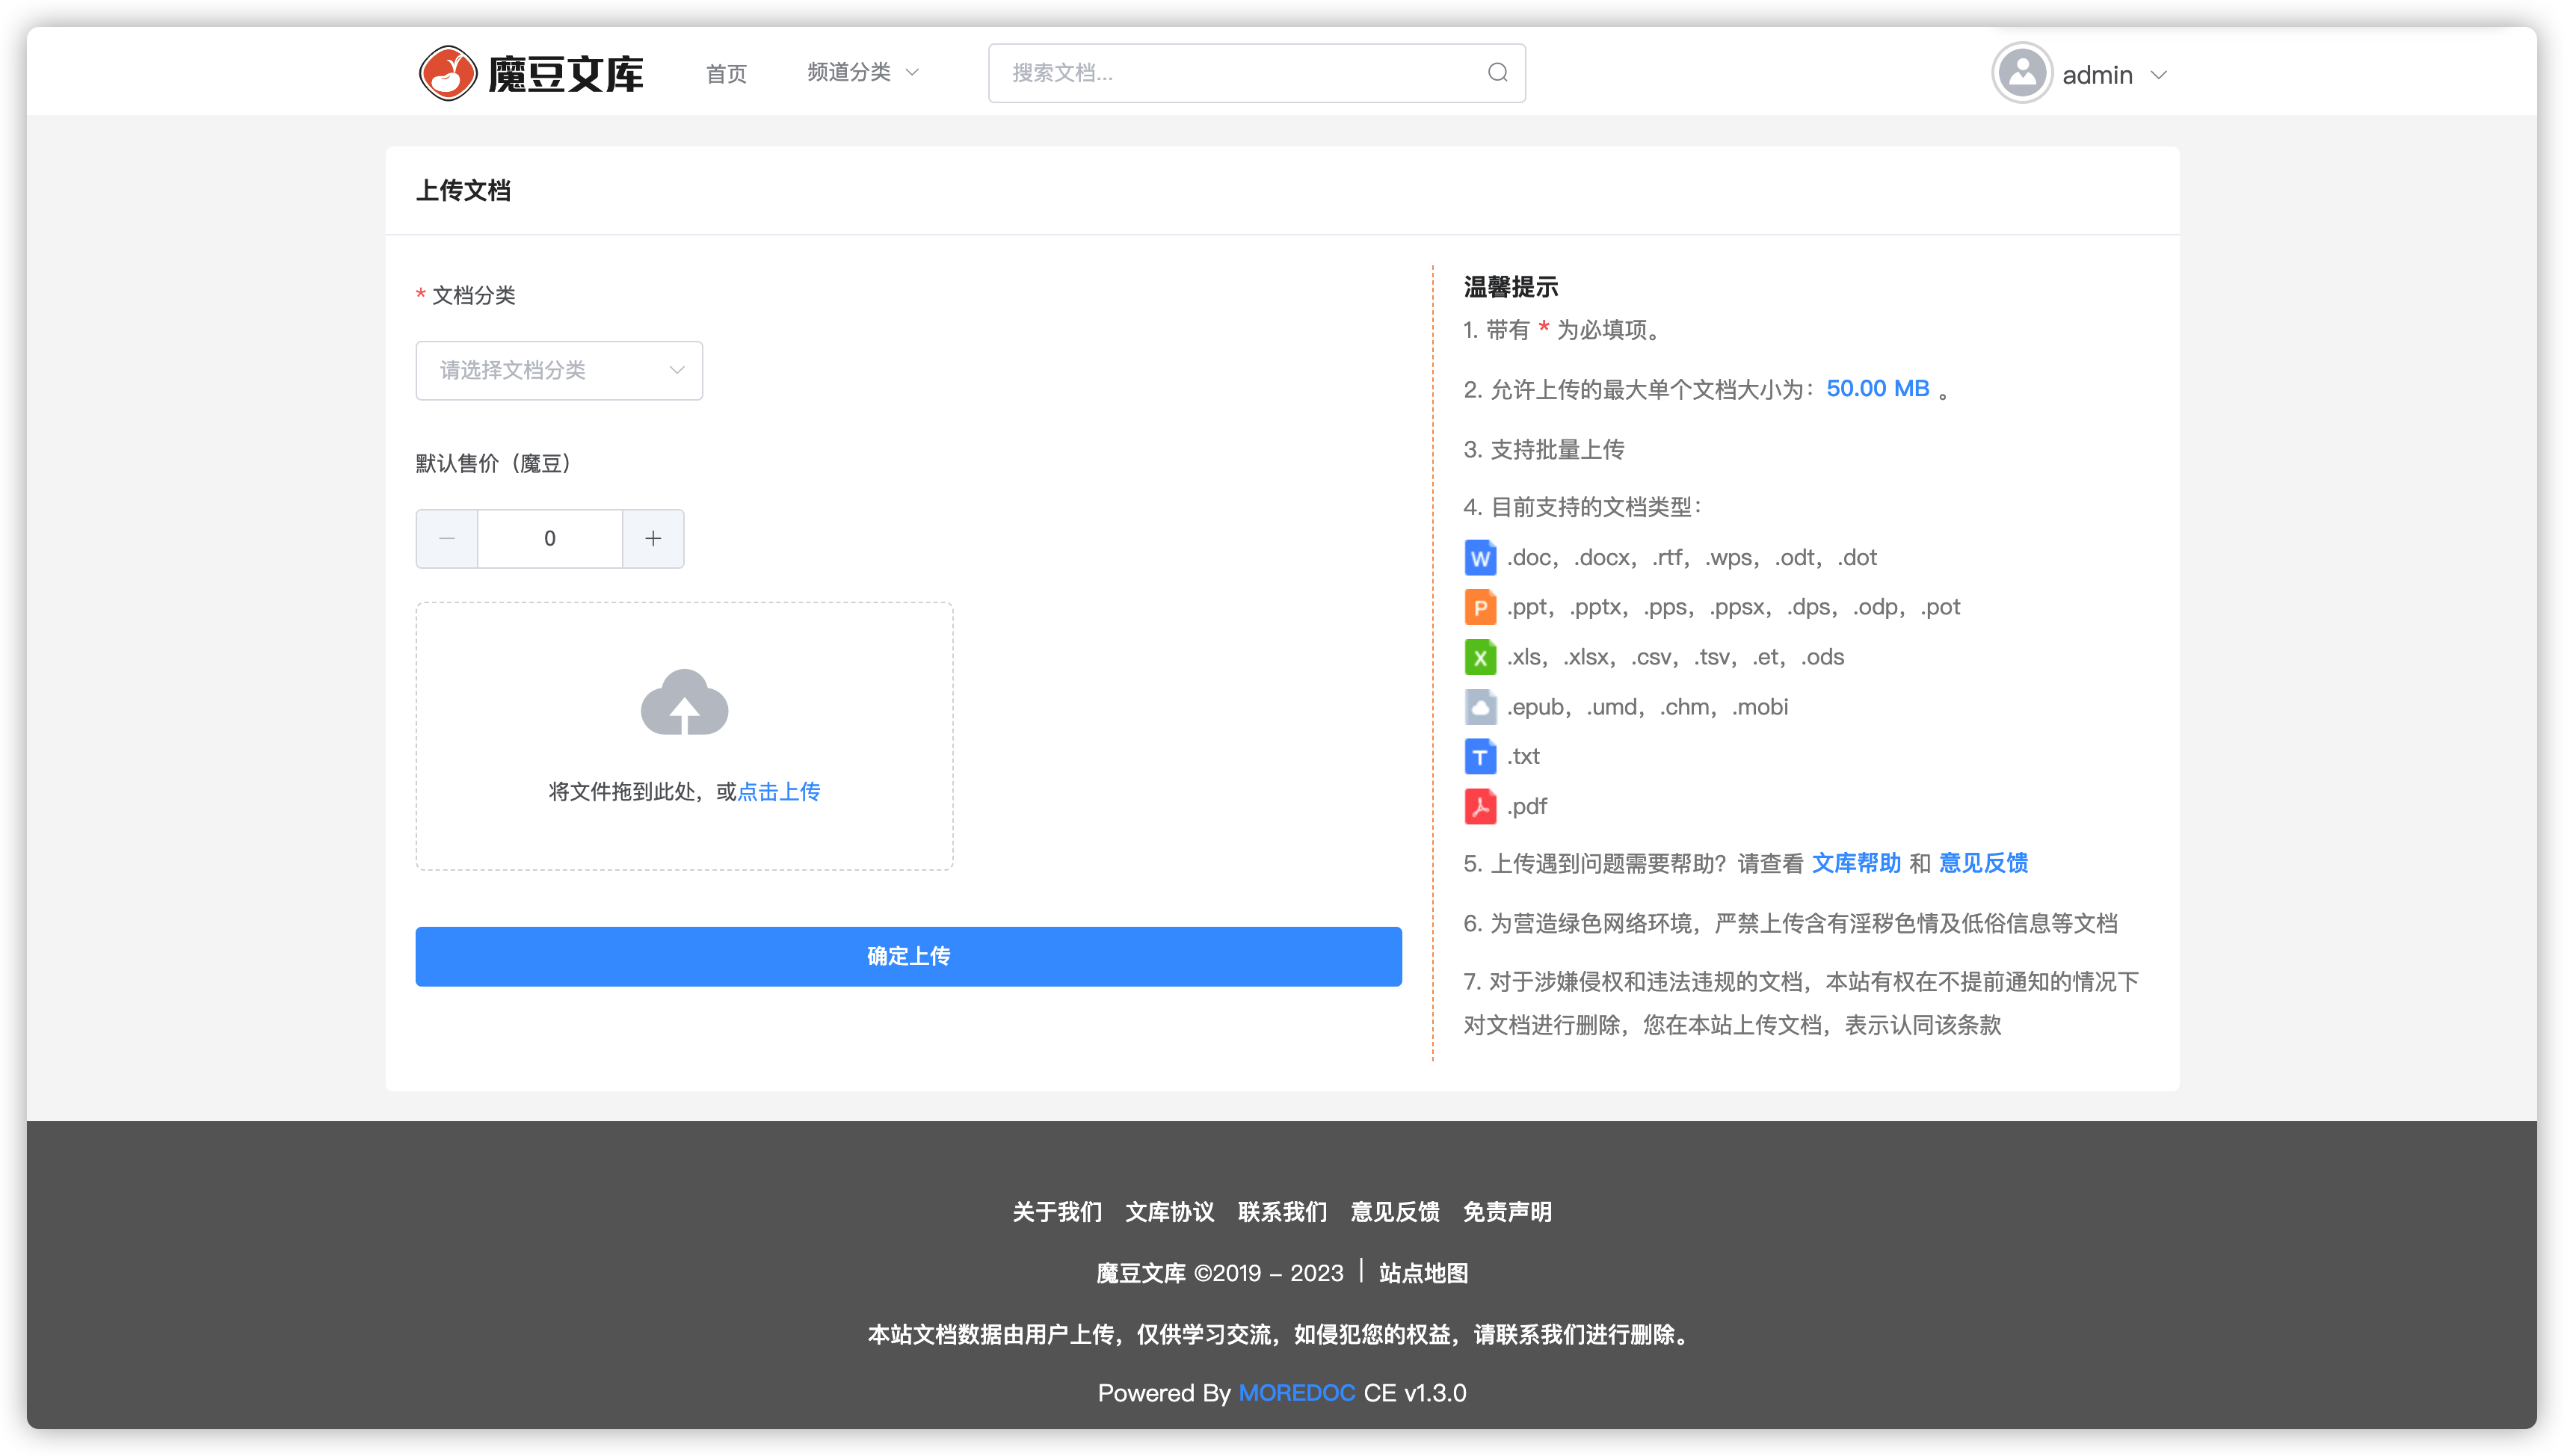 魔豆文库
首页
频道分类
搜索文档...
admin
上传文档
* 文档分类
请选择文档分类
默认售价（魔豆）
0
将文件拖到此处，或点击上传
确定上传
温馨提示
1. 带有 * 为必填项。
2. 允许上传的最大单个文档大小为：50.00 MB 。
3. 支持批量上传
4. 目前支持的文档类型：
W .doc，.docx，.rtf，.wps，.odt，.dot
P .ppt，.pptx，.pps，.ppsx，.dps，.odp，.pot
X .xls，.xlsx，.csv，.tsv，.et，.ods
.epub，.umd，.chm，.mobi
T .txt
.pdf
5. 上传遇到问题需要帮助？请查看 文库帮助 和 意见反馈
6. 为营造绿色网络环境，严禁上传含有淫秽色情及低俗信息等文档
7. 对于涉嫌侵权和违法违规的文档，本站有权在不提前通知的情况下
对文档进行删除，您在本站上传文档，表示认同该条款
关于我们 文库协议 联系我们 意见反馈 免责声明
魔豆文库 ©2019 - 2023 | 站点地图
本站文档数据由用户上传，仅供学习交流，如侵犯您的权益，请联系我们进行删除。
Powered By MOREDOC CE v1.3.0